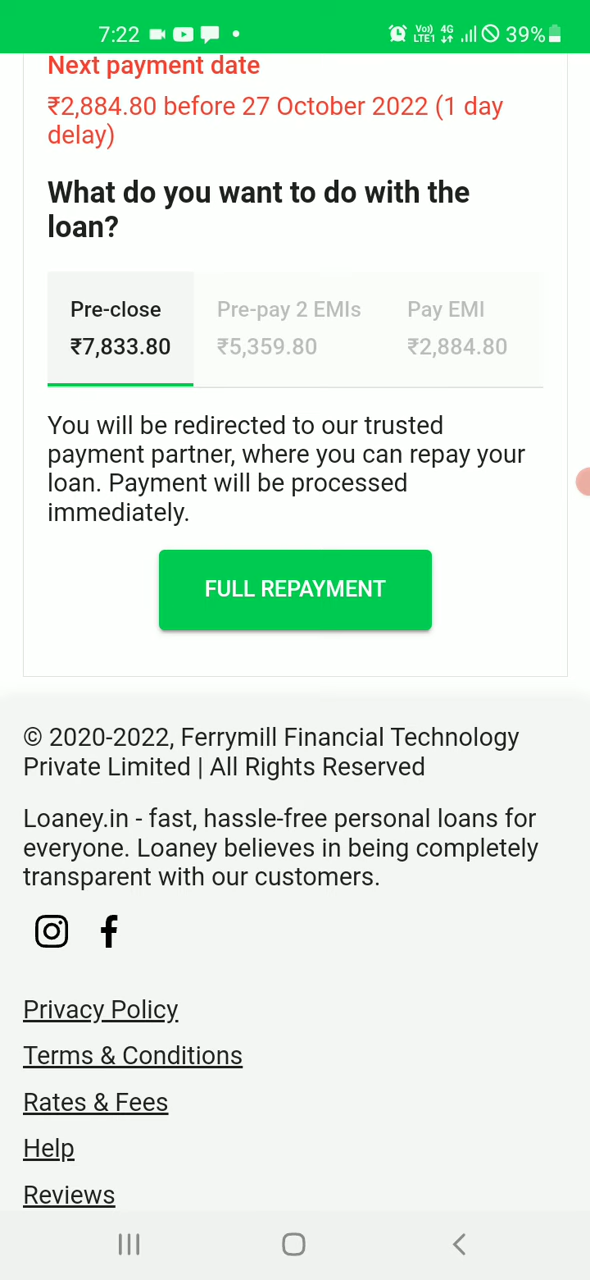 7:22
Vo)) 4G
LTE1
39%
Next payment date
₹2,884.80 before 27 October 2022 (1 day
delay)
What do you want to do with the
loan?
Pre-close Pre-pay 2 EMIs Pay EMI
₹7,833.80 ₹5,359.80 ₹2,884.80
You will be redirected to our trusted
payment partner, where you can repay your
loan. Payment will be processed
immediately.
FULL REPAYMENT
© 2020-2022, Ferrymill Financial Technology
Private Limited | All Rights Reserved
Loaney.in - fast, hassle-free personal loans for
everyone. Loaney believes in being completely
transparent with our customers.
Privacy Policy
Terms & Conditions
Rates & Fees
Help
Reviews